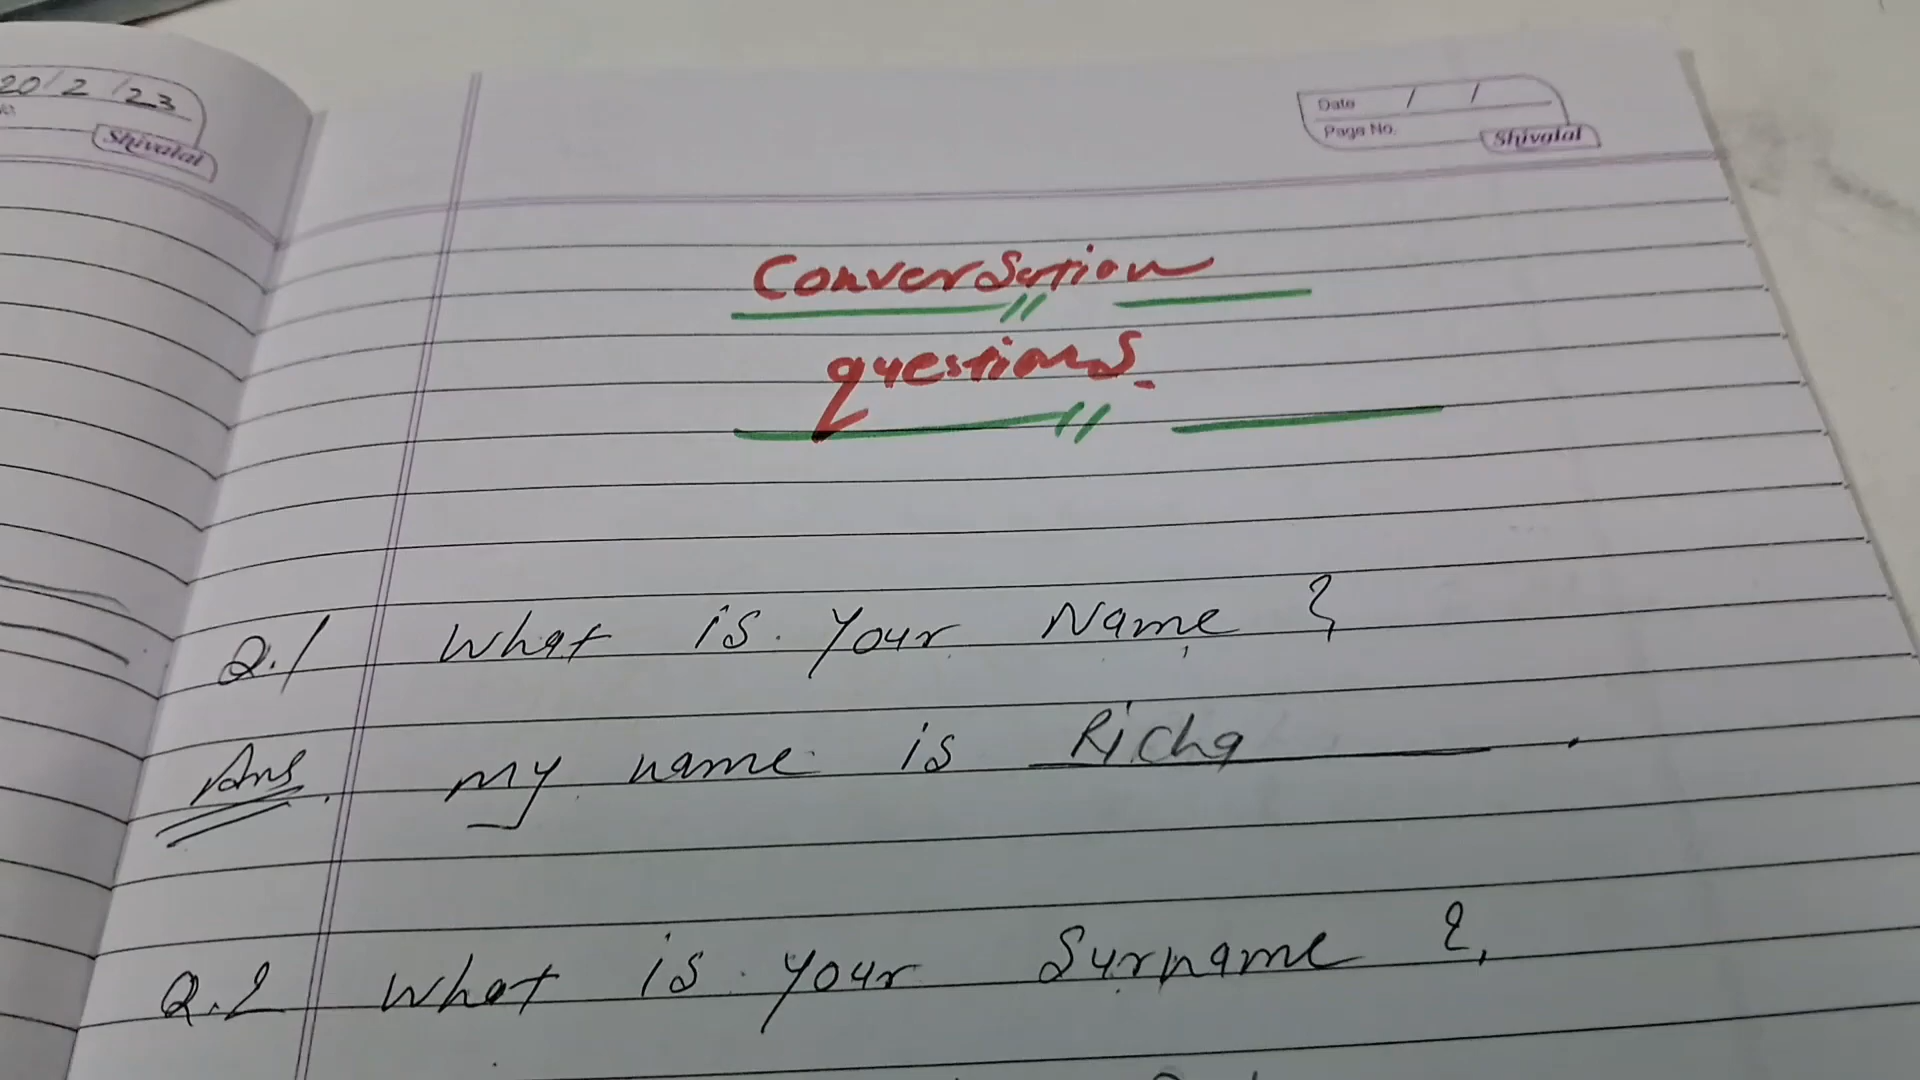 20/2/23
Shivalal
Date / /
Page No.
Shivalal
Conversation
questions.
Q.1 What is your Name ?
Ans. my name is Richa .
Q.2 What is your Surname ?